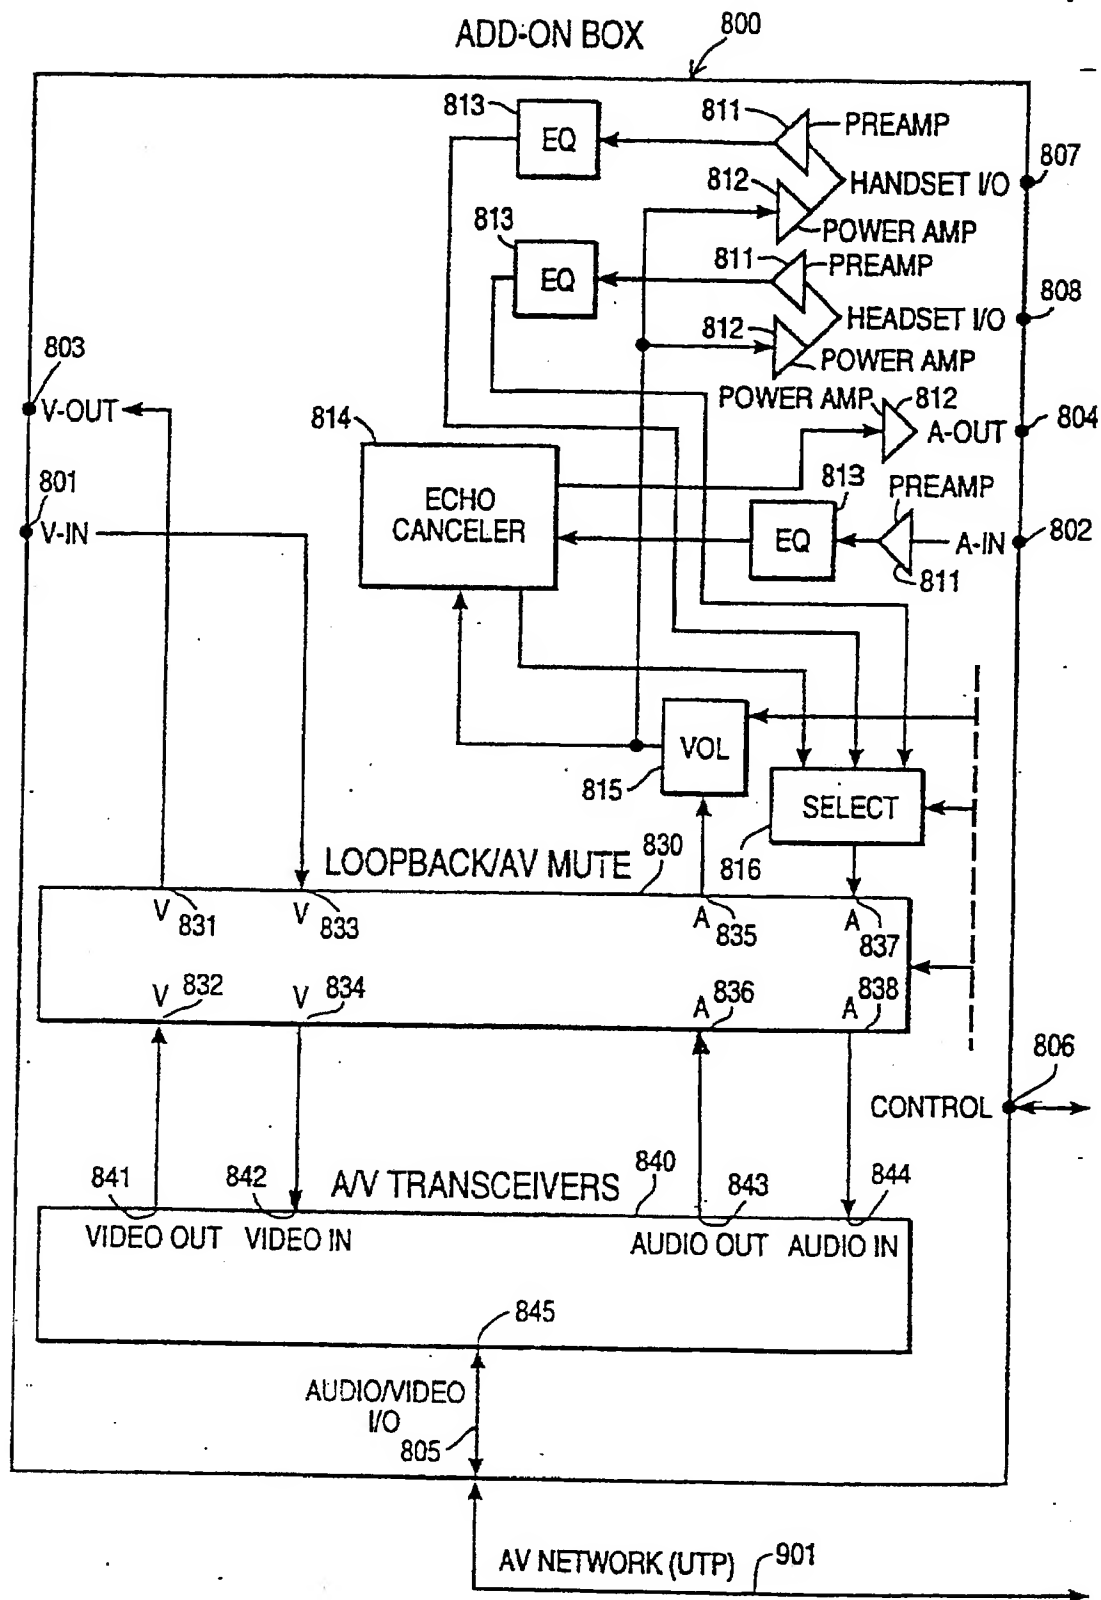 ADD-ON BOX
800
813
EQ
811
PREAMP
807
812
HANDSET I/O
POWER AMP
813
EQ
811
PREAMP
808
812
HEADSET I/O
POWER AMP
803
V-OUT
POWER AMP
812
804
A-OUT
814
ECHO
CANCELER
801
V-IN
813
EQ
PREAMP
A-IN
802
811
VOL
815
SELECT
816
LOOPBACK/AV MUTE
830
V
831
V
833
A
835
A
837
V
832
V
834
A
836
A
838
806
CONTROL
841
842
A/V TRANSCEIVERS
840
843
844
VIDEO OUT
VIDEO IN
AUDIO OUT
AUDIO IN
845
AUDIO/VIDEO
I/O
805
AV NETWORK (UTP)
901